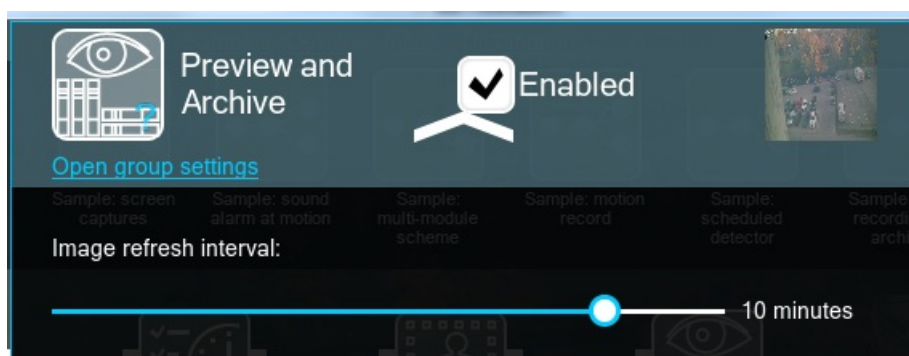 Preview and
Archive
Enabled
Open group settings
Sample: screen
captures
Sample: sound
alarm at motion
Sample:
multi-module
scheme
Sample: motion
record
Sample:
scheduled
detector
Image refresh interval:
10 minutes